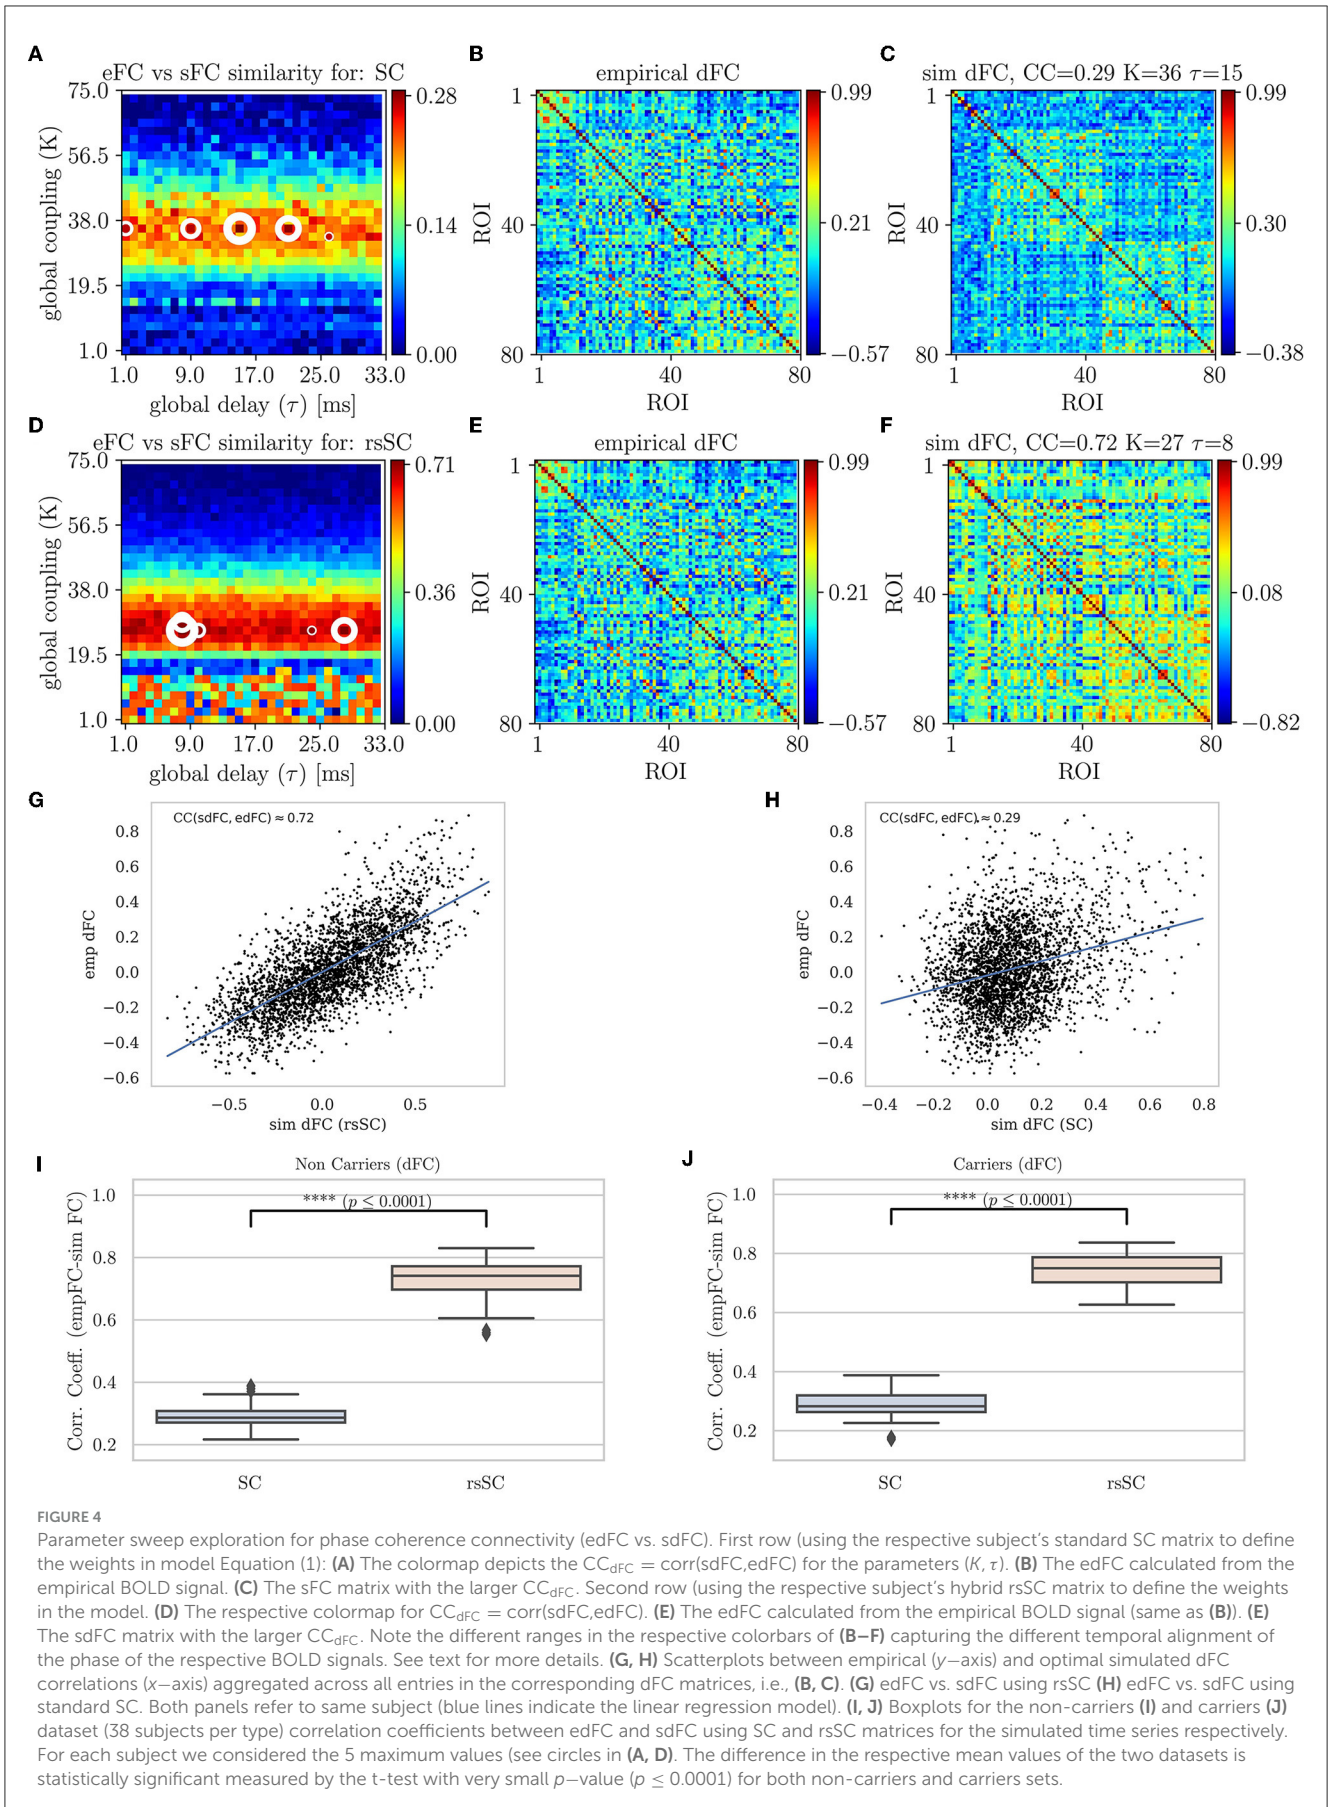 A
eFC vs sFC similarity for: SC
global coupling (K)
75.0
56.5
38.0
19.5
1.0
1.0 9.0 17.0 25.0 33.0
global delay (τ) [ms]
0.28
0.14
0.00
B
empirical dFC
ROI
1
40
80
1 40 80
ROI
0.99
0.21
−0.57
C
sim dFC, CC=0.29 K=36 τ=15
ROI
1
40
80
1 40 80
ROI
0.99
0.30
−0.38
D
eFC vs sFC similarity for: rsSC
global coupling (K)
75.0
56.5
38.0
19.5
1.0
1.0 9.0 17.0 25.0 33.0
global delay (τ) [ms]
0.71
0.36
0.00
E
empirical dFC
ROI
1
40
80
1 40 80
ROI
0.99
0.21
−0.57
F
sim dFC, CC=0.72 K=27 τ=8
ROI
1
40
80
1 40 80
ROI
0.99
0.08
−0.82
G
CC(sdFC, edFC) ≈ 0.72
emp dFC
0.8
0.6
0.4
0.2
0.0
−0.2
−0.4
−0.6
−0.5 0.0 0.5
sim dFC (rsSC)
H
CC(sdFC, edFC) ≈ 0.29
emp dFC
0.8
0.6
0.4
0.2
0.0
−0.2
−0.4
−0.6
−0.4 −0.2 0.0 0.2 0.4 0.6 0.8
sim dFC (SC)
I
Non Carriers (dFC)
Corr. Coeff. (empFC-sim FC)
1.0
0.8
0.6
0.4
0.2
**** (p ≤ 0.0001)
SC rsSC
J
Carriers (dFC)
Corr. Coeff. (empFC-sim FC)
1.0
0.8
0.6
0.4
0.2
**** (p ≤ 0.0001)
SC rsSC
FIGURE 4
Parameter sweep exploration for phase coherence connectivity (edFC vs. sdFC). First row (using the respective subject's standard SC matrix to define
the weights in model Equation (1): (A) The colormap depicts the CC_dFC = corr(sdFC,edFC) for the parameters (K, τ). (B) The edFC calculated from the
empirical BOLD signal. (C) The sFC matrix with the larger CC_dFC. Second row (using the respective subject's hybrid rsSC matrix to define the weights
in the model. (D) The respective colormap for CC_dFC = corr(sdFC,edFC). (E) The edFC calculated from the empirical BOLD signal (same as (B)). (E)
The sdFC matrix with the larger CC_dFC. Note the different ranges in the respective colorbars of (B–F) capturing the different temporal alignment of
the phase of the respective BOLD signals. See text for more details. (G, H) Scatterplots between empirical (y−axis) and optimal simulated dFC
correlations (x−axis) aggregated across all entries in the corresponding dFC matrices, i.e., (B, C). (G) edFC vs. sdFC using rsSC (H) edFC vs. sdFC using
standard SC. Both panels refer to same subject (blue lines indicate the linear regression model). (I, J) Boxplots for the non-carriers (I) and carriers (J)
dataset (38 subjects per type) correlation coefficients between edFC and sdFC using SC and rsSC matrices for the simulated time series respectively.
For each subject we considered the 5 maximum values (see circles in (A, D). The difference in the respective mean values of the two datasets is
statistically significant measured by the t-test with very small p−value (p ≤ 0.0001) for both non-carriers and carriers sets.